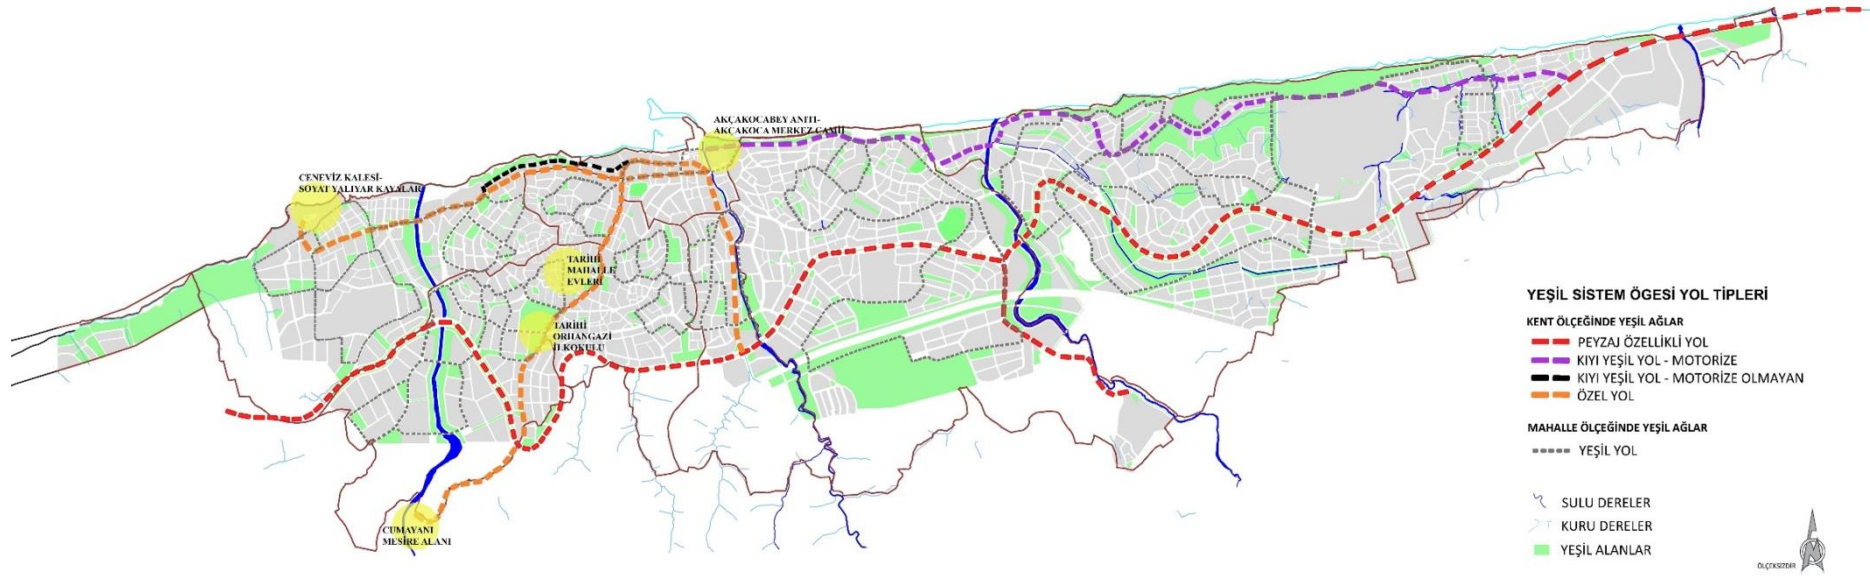 AKÇAKOCABEY ANITI-
AKÇAKOCA MERKEZ CAMİİ
CENEVİZ KALESİ-
SOYAT YALIYAR KAYALAR
TARİHİ
MAHALLE
EVLERİ
TARİHİ
ORHANGAZİ
İLKOKULU
CUMAYANI
MESİRE ALANI
YEŞİL SİSTEM ÖGESİ YOL TİPLERİ
KENT ÖLÇEĞİNDE YEŞİL AĞLAR
PEYZAJ ÖZELLİKLİ YOL
KIYI YEŞİL YOL - MOTORİZE
KIYI YEŞİL YOL - MOTORİZE OLMAYAN
ÖZEL YOL
MAHALLE ÖLÇEĞİNDE YEŞİL AĞLAR
YEŞİL YOL
SULU DERELER
KURU DERELER
YEŞİL ALANLAR
ÖLÇEKSİZDİR
N